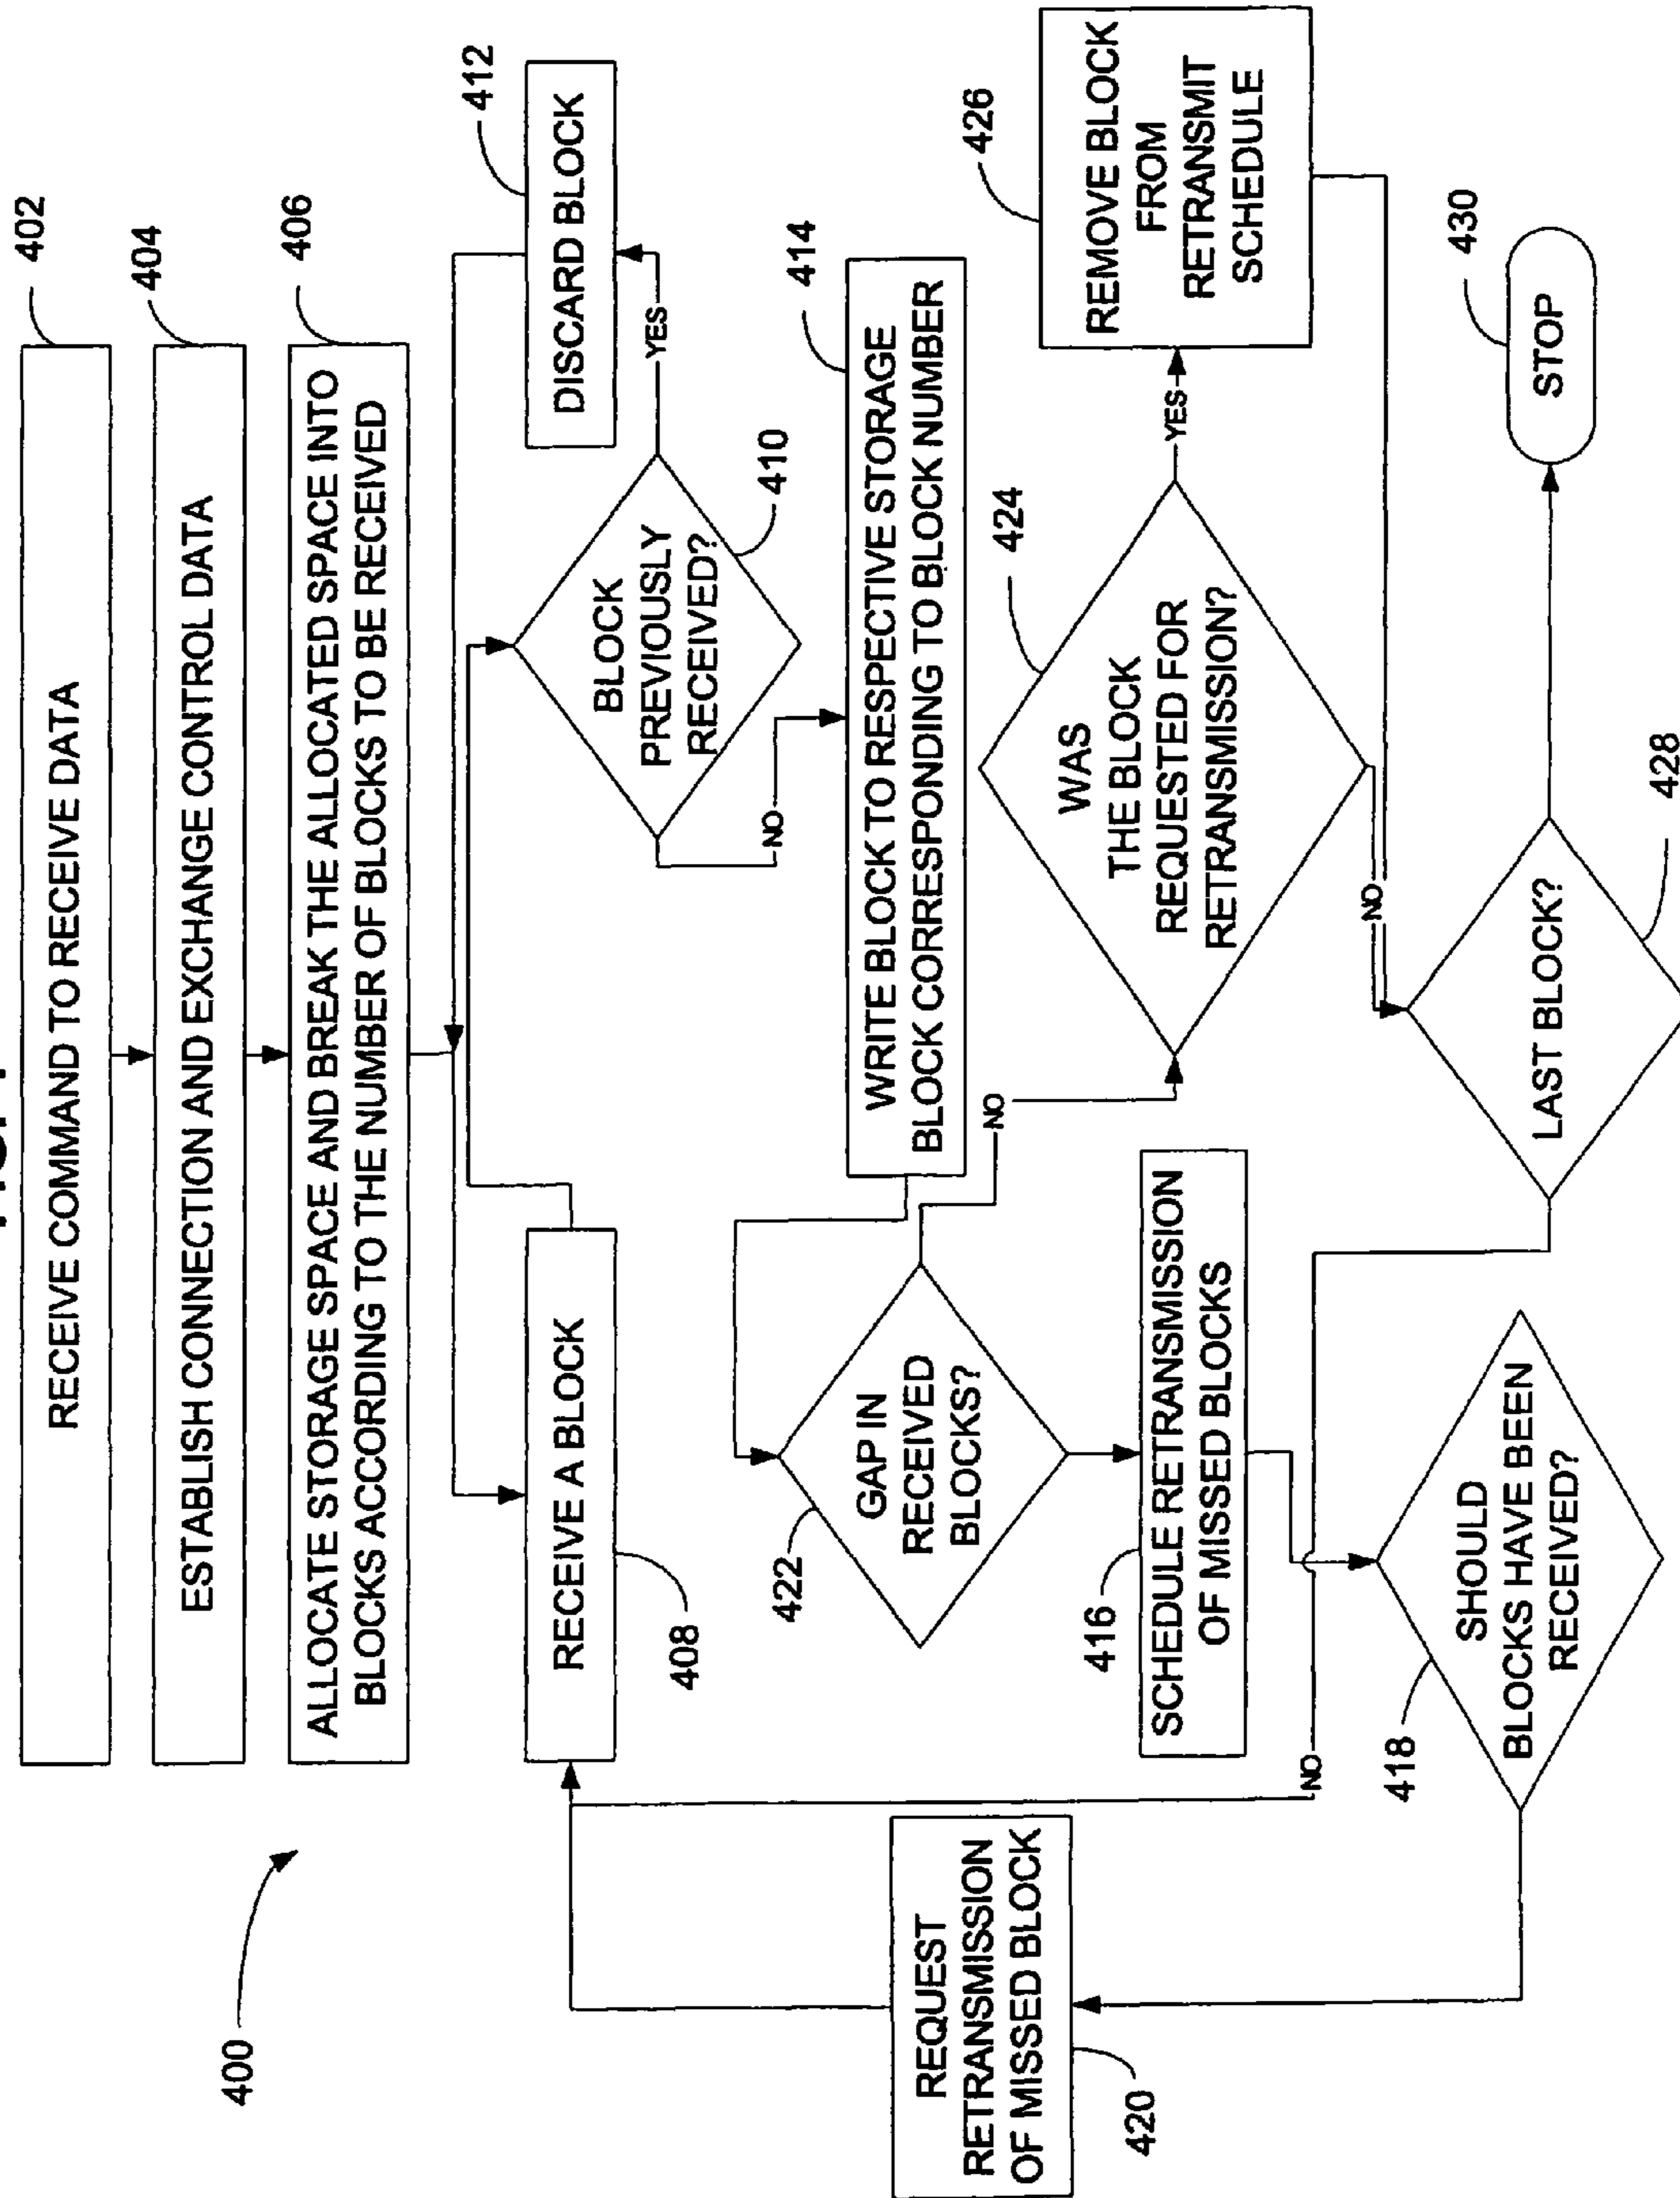 402
RECEIVE COMMAND TO RECEIVE DATA
404
ESTABLISH CONNECTION AND EXCHANGE CONTROL DATA
406
ALLOCATE STORAGE SPACE AND BREAK THE ALLOCATED SPACE INTO
BLOCKS ACCORDING TO THE NUMBER OF BLOCKS TO BE RECEIVED
400
RECEIVE A BLOCK
408
412
DISCARD BLOCK
YES
BLOCK
PREVIOUSLY
RECEIVED?
410
NO
414
WRITE BLOCK TO RESPECTIVE STORAGE
BLOCK CORRESPONDING TO BLOCK NUMBER
422
GAP IN
RECEIVED
BLOCKS?
NO
424
WAS
THE BLOCK
REQUESTED FOR
RETRANSMISSION?
YES
426
REMOVE BLOCK
FROM
RETRANSMIT
SCHEDULE
REQUEST
RETRANSMISSION
OF MISSED BLOCK
420
416
SCHEDULE RETRANSMISSION
OF MISSED BLOCKS
NO
NO
418
SHOULD
BLOCKS HAVE BEEN
RECEIVED?
LAST BLOCK?
428
430
STOP